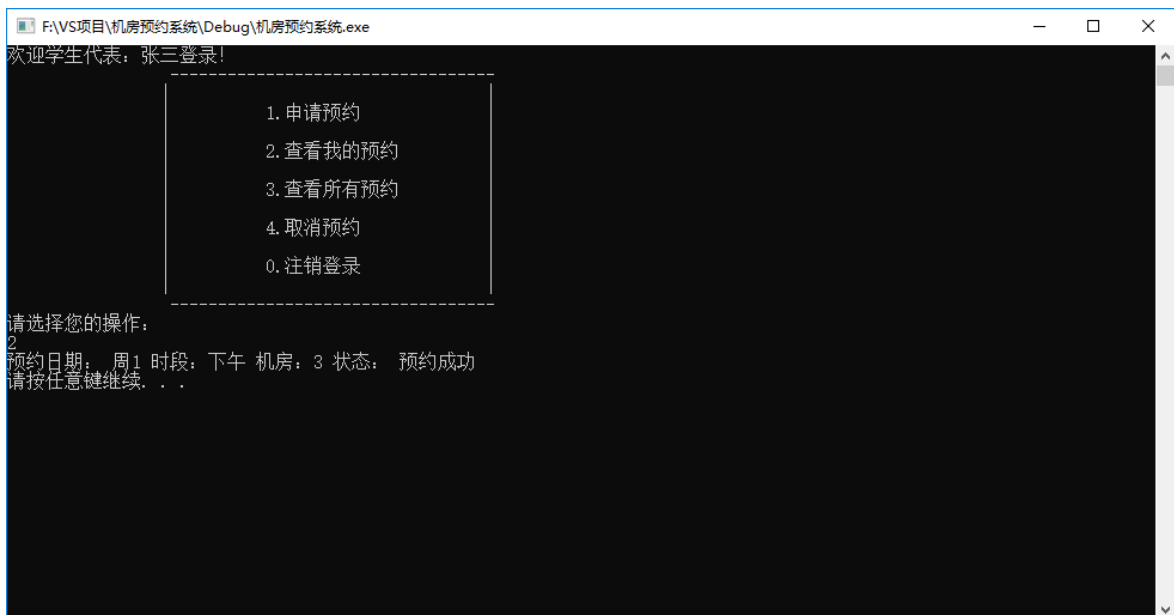 F:\VS项目\机房预约系统\Debug\机房预约系统.exe
欢迎学生代表：张三登录！
----------------------------------
1.申请预约
2.查看我的预约
3.查看所有预约
4.取消预约
0.注销登录
----------------------------------
请选择您的操作：
2
预约日期： 周1 时段：下午 机房：3 状态： 预约成功
请按任意键继续. . .